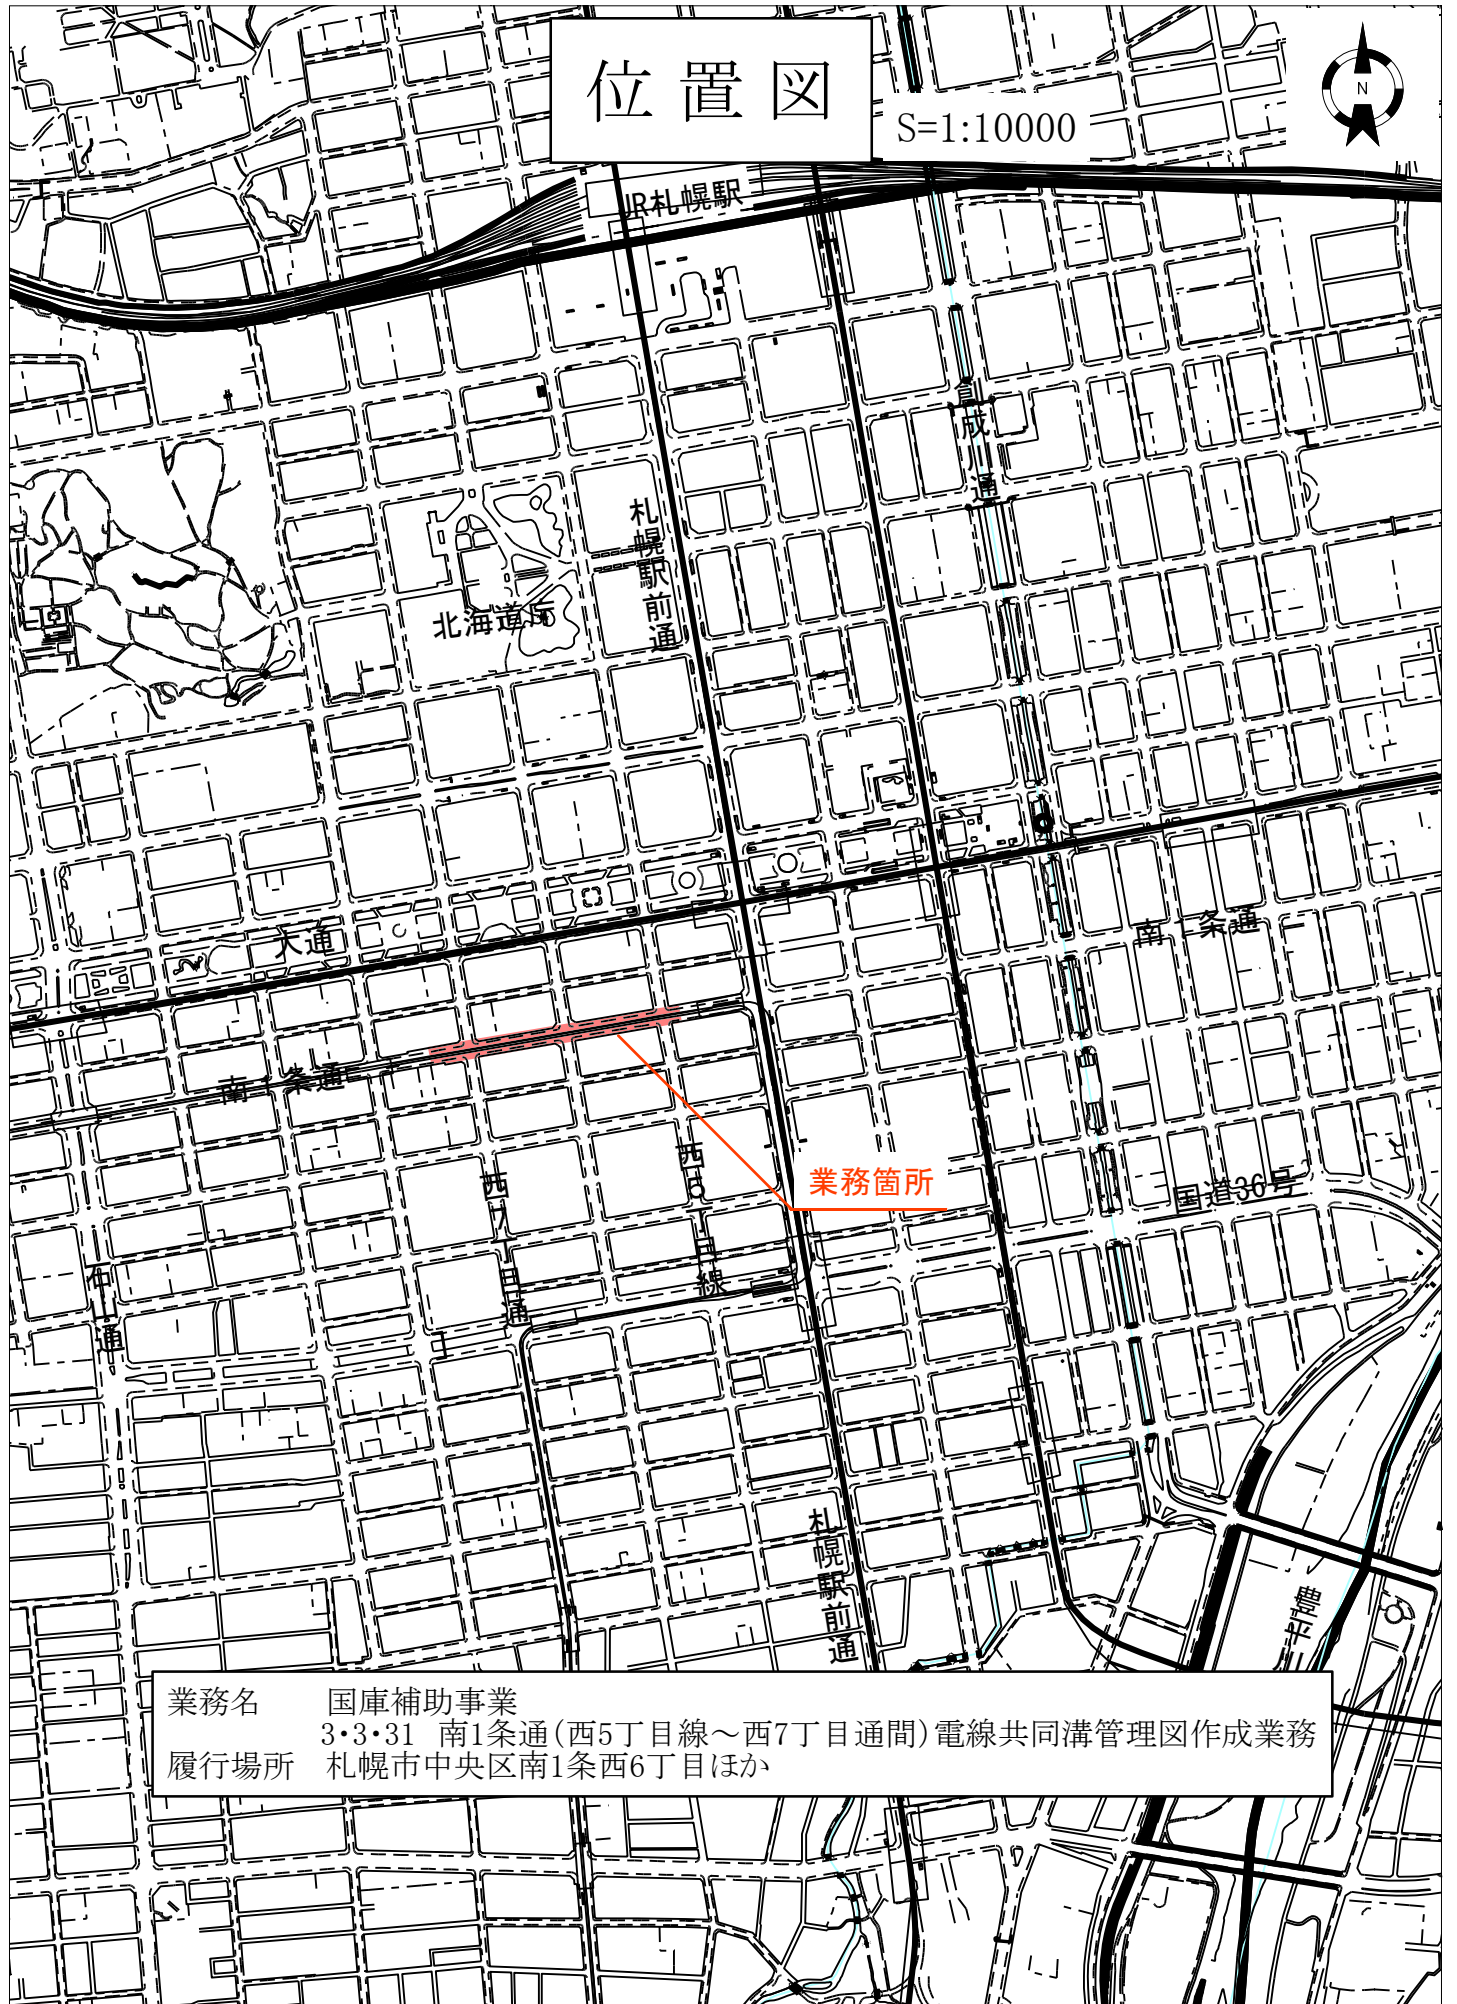 位置図
S=1:10000
N
JR札幌駅
創成川通
札幌駅前通
北海道庁
大通
南1条通
南1条通
西5丁目線
西7丁目通
業務箇所
国道36号
石山通
札幌駅前通
豊平川
業務名 国庫補助事業
3・3・31 南1条通(西5丁目線～西7丁目通間)電線共同溝管理図作成業務
履行場所 札幌市中央区南1条西6丁目ほか